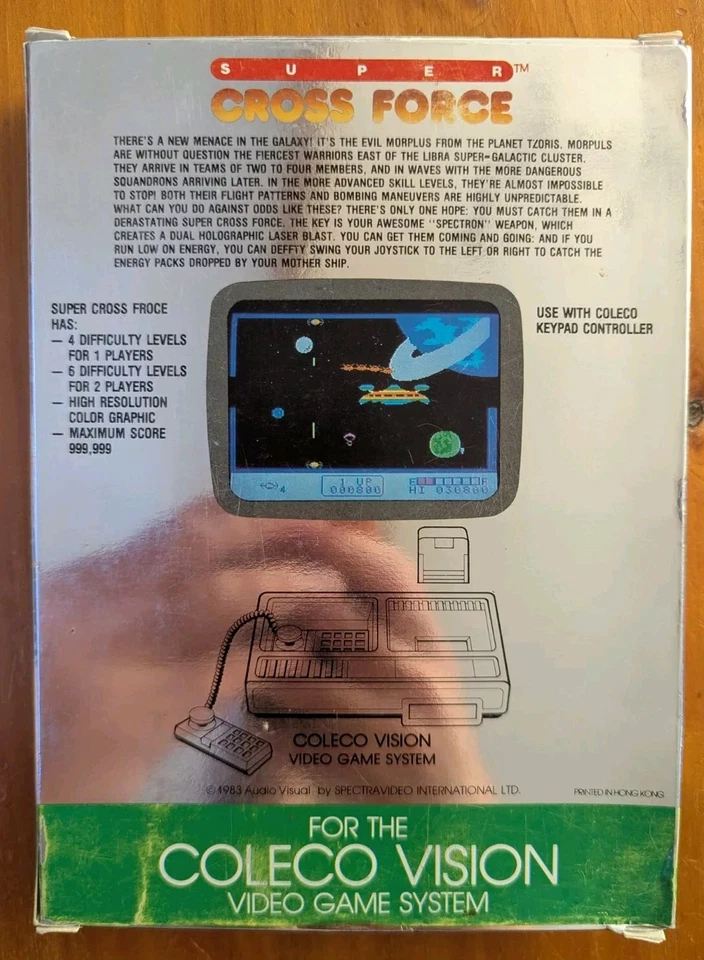 SUPER™
CROSS FORCE
THERE'S A NEW MENACE IN THE GALAXY! IT'S THE EVIL MORPLUS FROM THE PLANET TZORIS. MORPULS
ARE WITHOUT QUESTION THE FIERCEST WARRIORS EAST OF THE LIBRA SUPER-GALACTIC CLUSTER.
THEY ARRIVE IN TEAMS OF TWO TO FOUR MEMBERS, AND IN WAVES WITH THE MORE DANGEROUS
SQUANDRONS ARRIVING LATER. IN THE MORE ADVANCED SKILL LEVELS, THEY'RE ALMOST IMPOSSIBLE
TO STOP! BOTH THEIR FLIGHT PATTERNS AND BOMBING MANEUVERS ARE HIGHLY UNPREDICTABLE.
WHAT CAN YOU DO AGAINST ODDS LIKE THESE? THERE'S ONLY ONE HOPE: YOU MUST CATCH THEM IN A
DERASTATING SUPER CROSS FORCE. THE KEY IS YOUR AWESOME "SPECTRON" WEAPON, WHICH
CREATES A DUAL HOLOGRAPHIC LASER BLAST. YOU CAN GET THEM COMING AND GOING: AND IF YOU
RUN LOW ON ENERGY, YOU CAN DEFFTY SWING YOUR JOYSTICK TO THE LEFT OR RIGHT TO CATCH THE
ENERGY PACKS DROPPED BY YOUR MOTHER SHIP.
SUPER CROSS FROCE
HAS:
— 4 DIFFICULTY LEVELS
FOR 1 PLAYERS
— 6 DIFFICULTY LEVELS
FOR 2 PLAYERS
— HIGH RESOLUTION
COLOR GRAPHIC
— MAXIMUM SCORE
999,999
USE WITH COLECO
KEYPAD CONTROLLER
4
1 UP
000800
E F
HI 030800
COLECO VISION
VIDEO GAME SYSTEM
© 1983 Audio Visual by SPECTRAVIDEO INTERNATIONAL LTD.
PRINTED IN HONG KONG.
FOR THE
COLECO VISION
VIDEO GAME SYSTEM